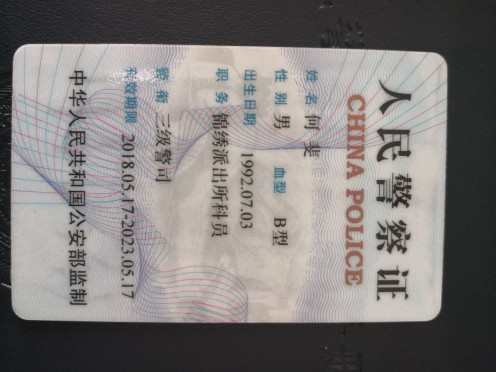 人民警察证
CHINA POLICE
姓名 何斐
性别 男 血型 B型
出生日期 1992.07.03
职务 锦绣派出所科员
警衔 三级警司
有效期限 2018.05.17-2023.05.17
中华人民共和国公安部监制